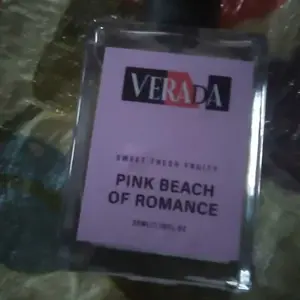 VERADA
SWEET FRESH FRUITY
PINK BEACH
OF ROMANCE